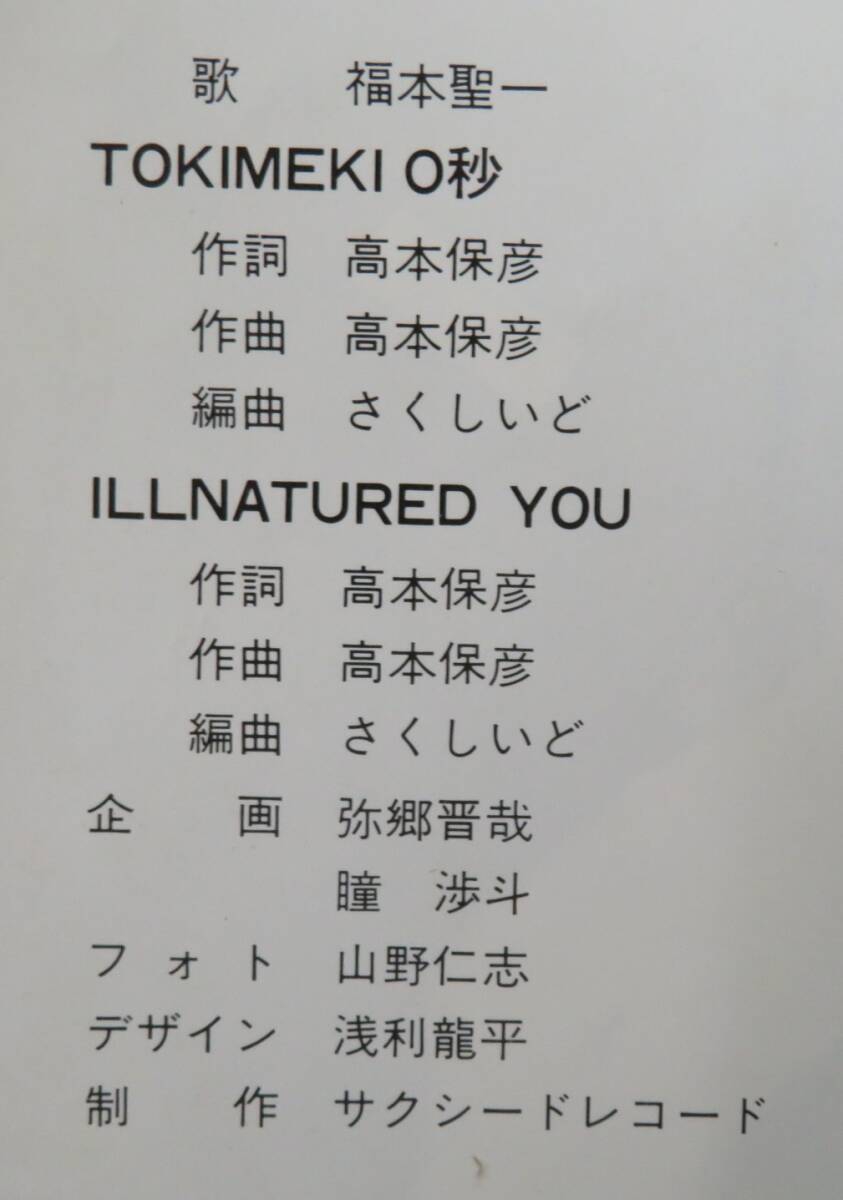 歌 福本聖一
TOKIMEKI 0秒
作詞 高本保彦
作曲 高本保彦
編曲 さくしいど
ILLNATURED YOU
作詞 高本保彦
作曲 高本保彦
編曲 さくしいど
企画 弥郷晋哉
瞳 渉斗
フォト 山野仁志
デザイン 浅利龍平
制作 サクシードレコード